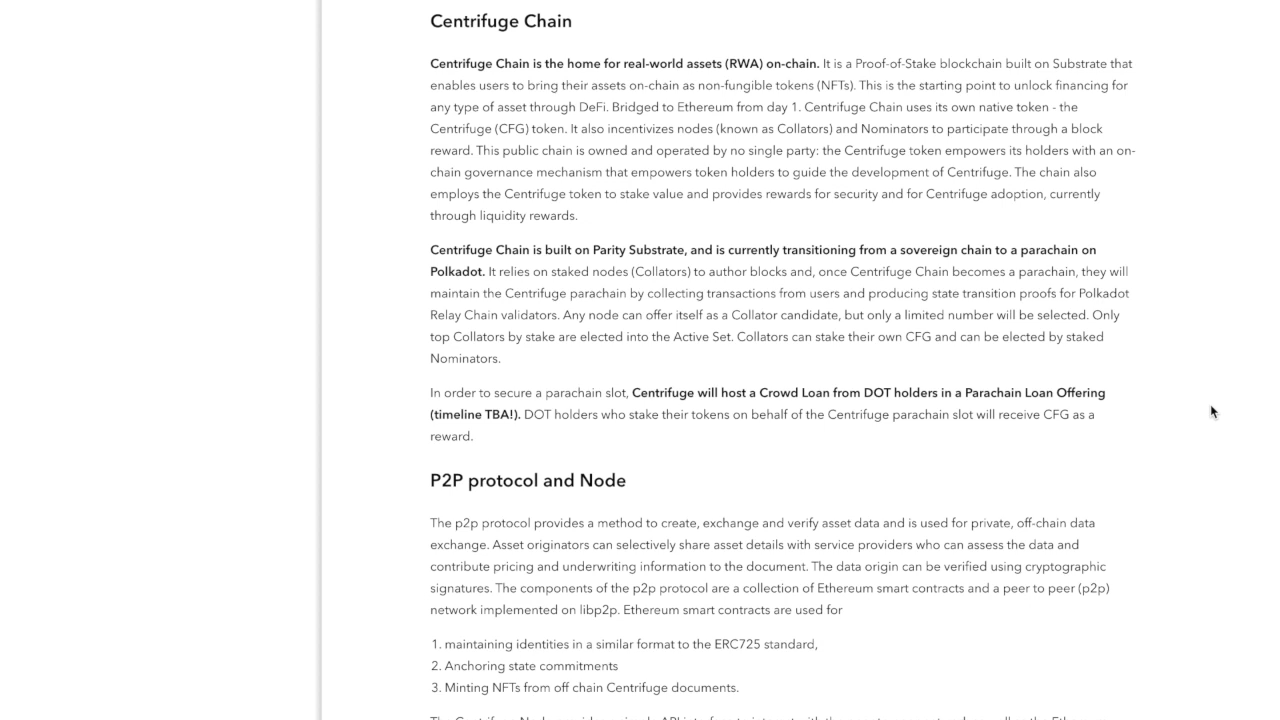 Centrifuge Chain
Centrifuge Chain is the home for real-world assets (RWA) on-chain. It is a Proof-of-Stake blockchain built on Substrate that
enables users to bring their assets on-chain as non-fungible tokens (NFTs). This is the starting point to unlock financing for
any type of asset through DeFi. Bridged to Ethereum from day 1. Centrifuge Chain uses its own native token - the
Centrifuge (CFG) token. It also incentivizes nodes (known as Collators) and Nominators to participate through a block
reward. This public chain is owned and operated by no single party: the Centrifuge token empowers its holders with an on-
chain governance mechanism that empowers token holders to guide the development of Centrifuge. The chain also
employs the Centrifuge token to stake value and provides rewards for security and for Centrifuge adoption, currently
through liquidity rewards.
Centrifuge Chain is built on Parity Substrate, and is currently transitioning from a sovereign chain to a parachain on
Polkadot. It relies on staked nodes (Collators) to author blocks and, once Centrifuge Chain becomes a parachain, they will
maintain the Centrifuge parachain by collecting transactions from users and producing state transition proofs for Polkadot
Relay Chain validators. Any node can offer itself as a Collator candidate, but only a limited number will be selected. Only
top Collators by stake are elected into the Active Set. Collators can stake their own CFG and can be elected by staked
Nominators.
In order to secure a parachain slot, Centrifuge will host a Crowd Loan from DOT holders in a Parachain Loan Offering
(timeline TBA!). DOT holders who stake their tokens on behalf of the Centrifuge parachain slot will receive CFG as a
reward.
P2P protocol and Node
The p2p protocol provides a method to create, exchange and verify asset data and is used for private, off-chain data
exchange. Asset originators can selectively share asset details with service providers who can assess the data and
contribute pricing and underwriting information to the document. The data origin can be verified using cryptographic
signatures. The components of the p2p protocol are a collection of Ethereum smart contracts and a peer to peer (p2p)
network implemented on libp2p. Ethereum smart contracts are used for
1. maintaining identities in a similar format to the ERC725 standard,
2. Anchoring state commitments
3. Minting NFTs from off chain Centrifuge documents.